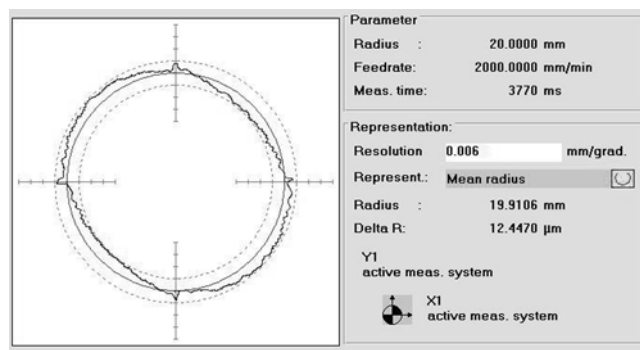 Parameter
Radius : 20.0000 mm
Feedrate: 2000.0000 mm/min
Meas. time: 3770 ms
Representation:
Resolution 0.006 mm/grad.
Represent.: Mean radius
Radius : 19.9106 mm
Delta R: 12.4470 µm
Y1
active meas. system
X1
active meas. system